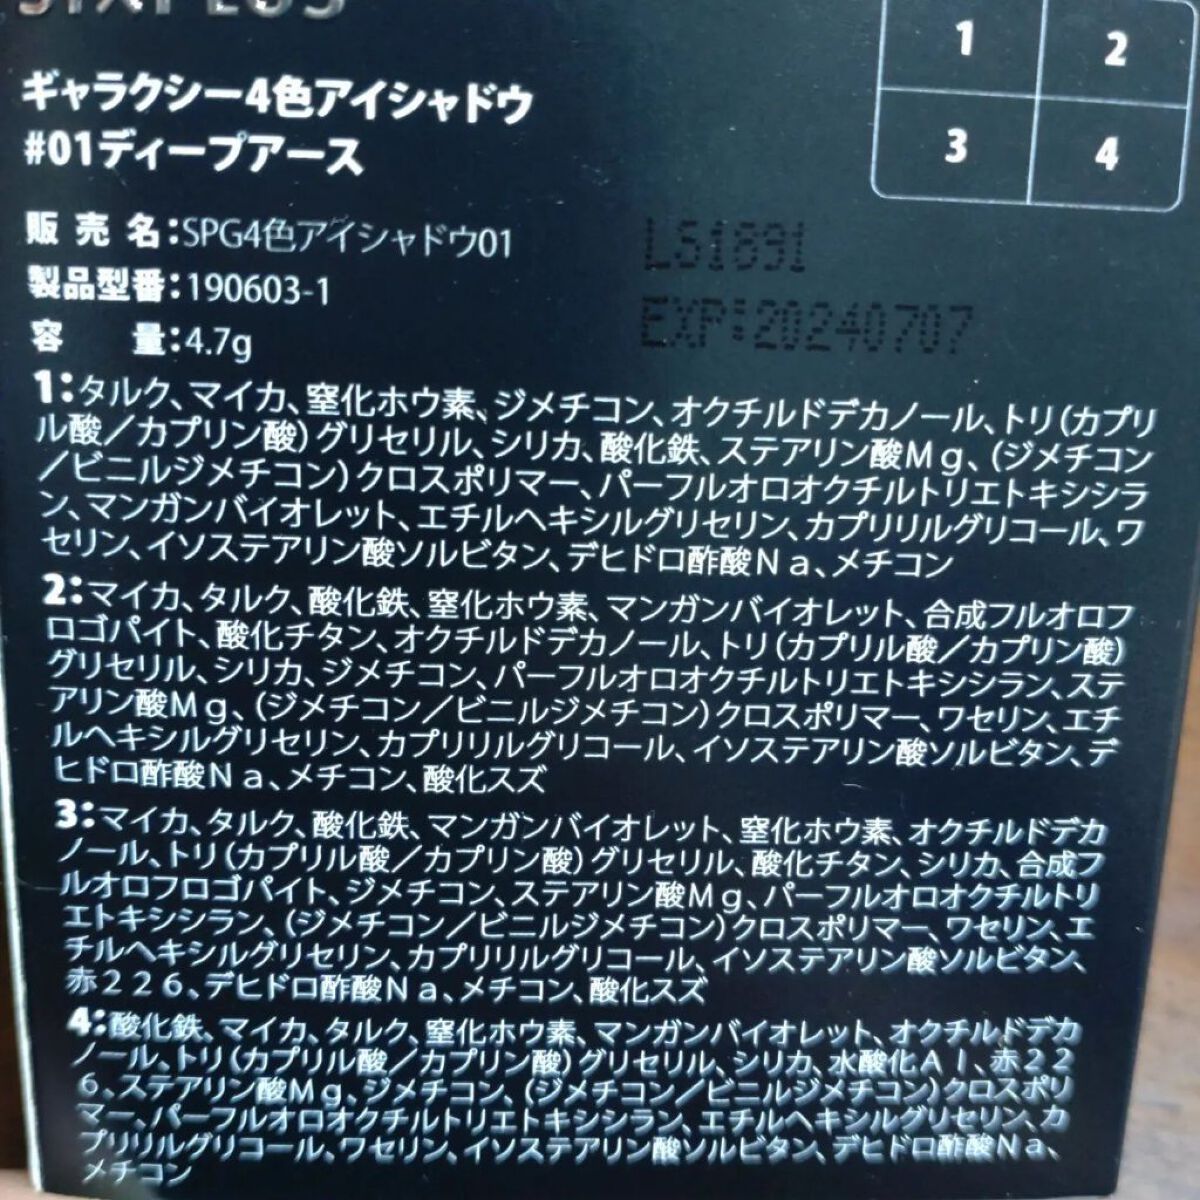 SIXPLUS
1
2
3
4
ギャラクシー4色アイシャドウ
#01ディープアース
販売名:SPG4色アイシャドウ01
製品型番:190603-1
容量:4.7g
LS1691
EXP:20240707
1:タルク、マイカ、窒化ホウ素、ジメチコン、オクチルドデカノール、トリ(カプリ
ル酸/カプリン酸)グリセリル、シリカ、酸化鉄、ステアリン酸Mg、(ジメチコン
/ビニルジメチコン)クロスポリマー、パーフルオロオクチルトリエトキシシラ
ン、マンガンバイオレット、エチルヘキシルグリセリン、カプリリルグリコール、ワ
セリン、イソステアリン酸ソルビタン、デヒドロ酢酸Na、メチコン
2:マイカ、タルク、酸化鉄、窒化ホウ素、マンガンバイオレット、合成フルオロフ
ロゴパイト、酸化チタン、オクチルドデカノール、トリ(カプリル酸/カプリン酸)
グリセリル、シリカ、ジメチコン、パーフルオロオクチルトリエトキシシラン、ステ
アリン酸Mg、(ジメチコン/ビニルジメチコン)クロスポリマー、ワセリン、エチ
ルヘキシルグリセリン、カプリリルグリコール、イソステアリン酸ソルビタン、デ
ヒドロ酢酸Na、メチコン、酸化スズ
3:マイカ、タルク、酸化鉄、マンガンバイオレット、窒化ホウ素、オクチルドデカ
ノール、トリ(カプリル酸/カプリン酸)グリセリル、酸化チタン、シリカ、合成フ
ルオロフロゴパイト、ジメチコン、ステアリン酸Mg、パーフルオロオクチルトリ
エトキシシラン、(ジメチコン/ビニルジメチコン)クロスポリマー、ワセリン、エ
チルヘキシルグリセリン、カプリリルグリコール、イソステアリン酸ソルビタン、
赤226、デヒドロ酢酸Na、メチコン、酸化スズ
4:酸化鉄、マイカ、タルク、窒化ホウ素、マンガンバイオレット、オクチルドデカ
ノール、トリ(カプリル酸/カプリン酸)グリセリル、シリカ、水酸化Al、赤22
6、ステアリン酸Mg、ジメチコン、(ジメチコン/ビニルジメチコン)クロスポリ
マー、パーフルオロオクチルトリエトキシシラン、エチルヘキシルグリセリン、カ
プリリルグリコール、ワセリン、イソステアリン酸ソルビタン、デヒドロ酢酸Na、
メチコン